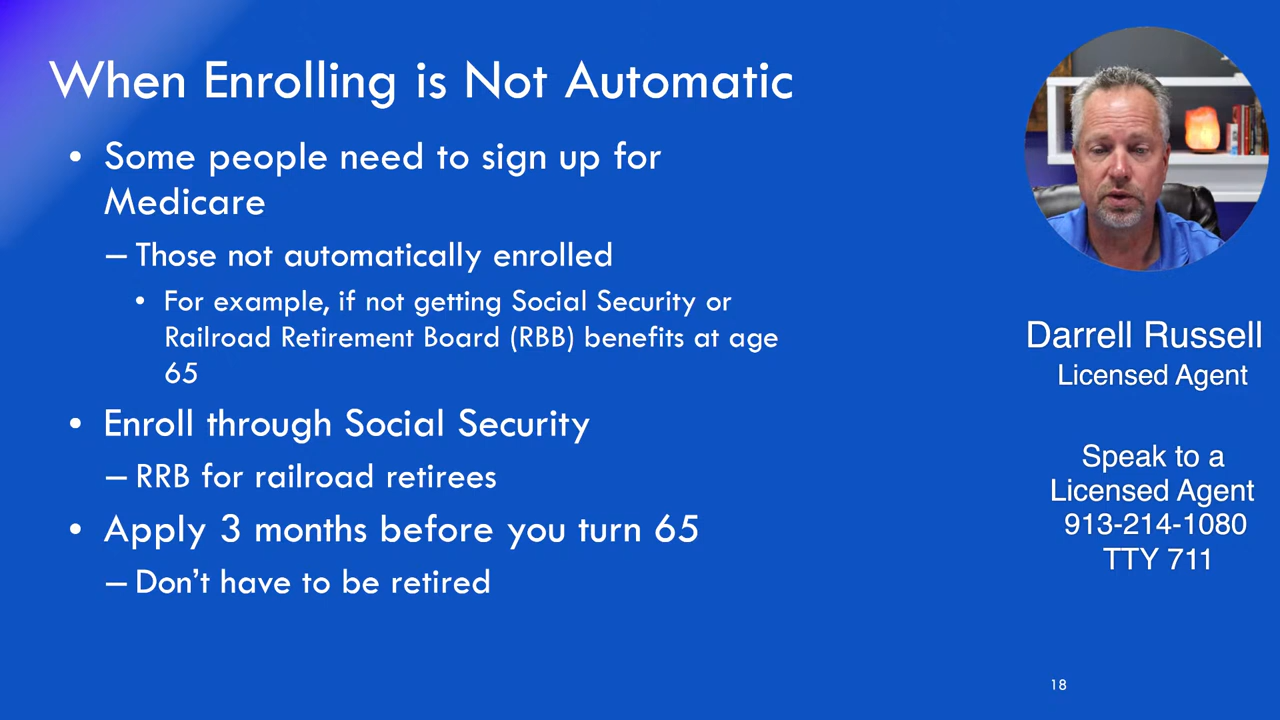 When Enrolling is Not Automatic
• Some people need to sign up for
Medicare
– Those not automatically enrolled
• For example, if not getting Social Security or
Railroad Retirement Board (RBB) benefits at age
65
• Enroll through Social Security
– RRB for railroad retirees
• Apply 3 months before you turn 65
– Don’t have to be retired
Darrell Russell
Licensed Agent
Speak to a
Licensed Agent
913-214-1080
TTY 711
18